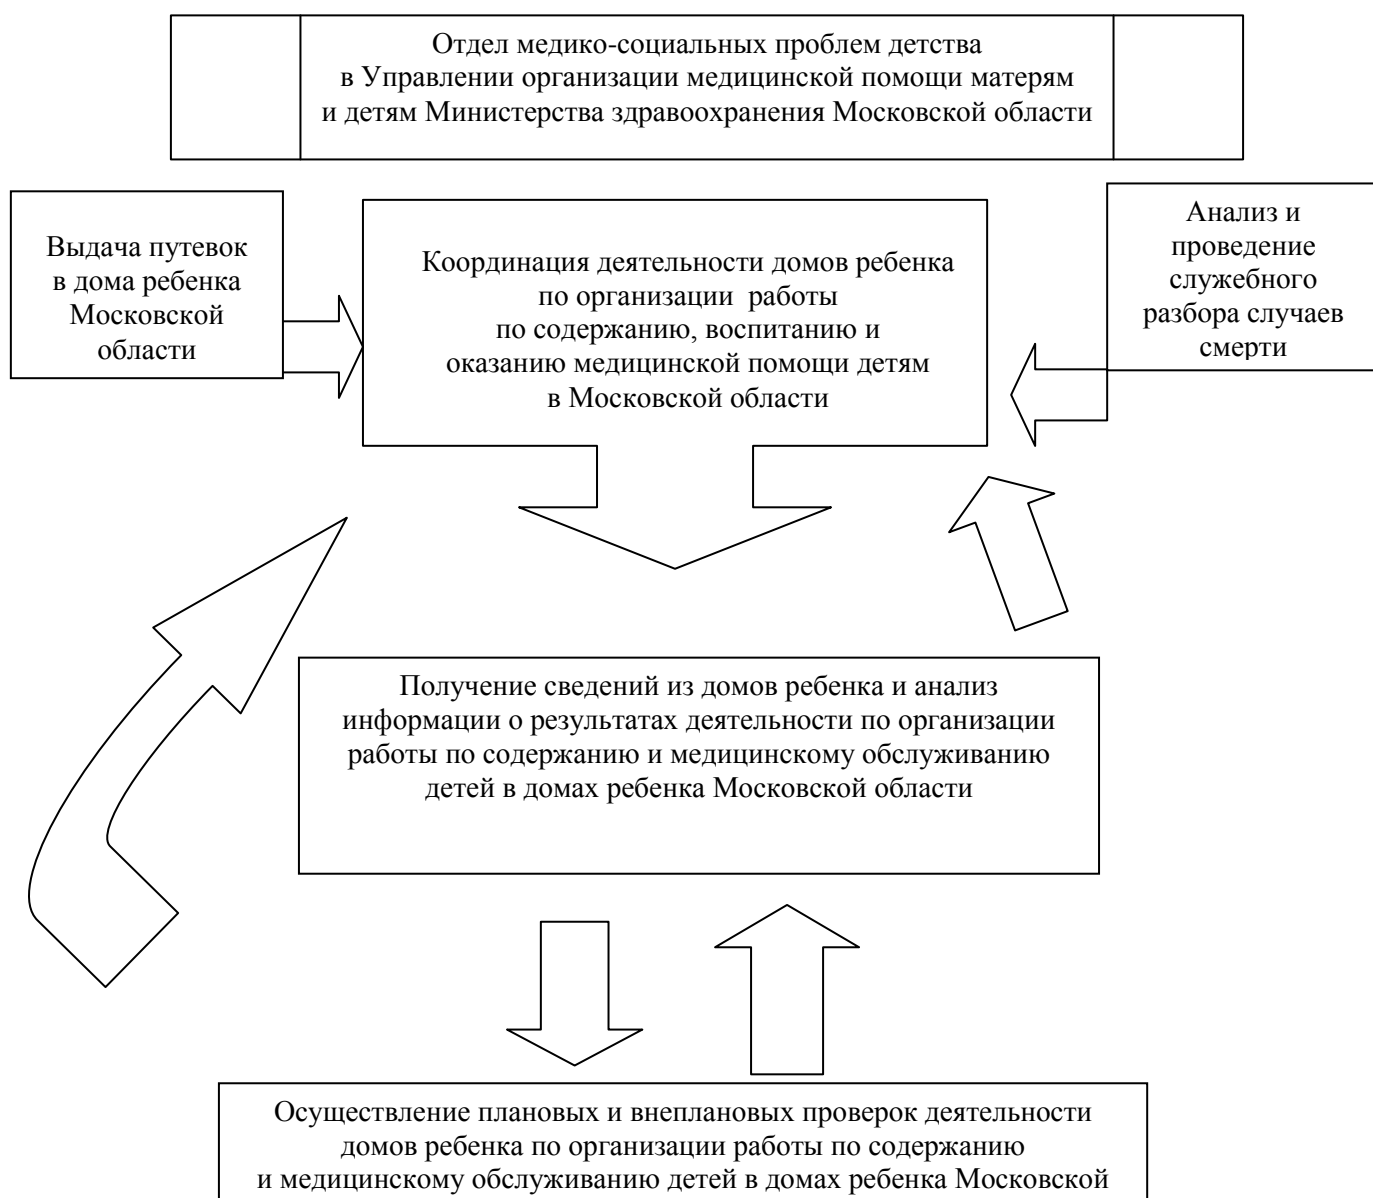 Отдел медико-социальных проблем детства
в Управлении организации медицинской помощи матерям
и детям Министерства здравоохранения Московской области
Выдача путевок
в дома ребенка
Московской
области
Координация деятельности домов ребенка
по организации работы
по содержанию, воспитанию и
оказанию медицинской помощи детям
в Московской области
Анализ и
проведение
служебного
разбора случаев
смерти
Получение сведений из домов ребенка и анализ
информации о результатах деятельности по организации
работы по содержанию и медицинскому обслуживанию
детей в домах ребенка Московской области
Осуществление плановых и внеплановых проверок деятельности
домов ребенка по организации работы по содержанию
и медицинскому обслуживанию детей в домах ребенка Московской